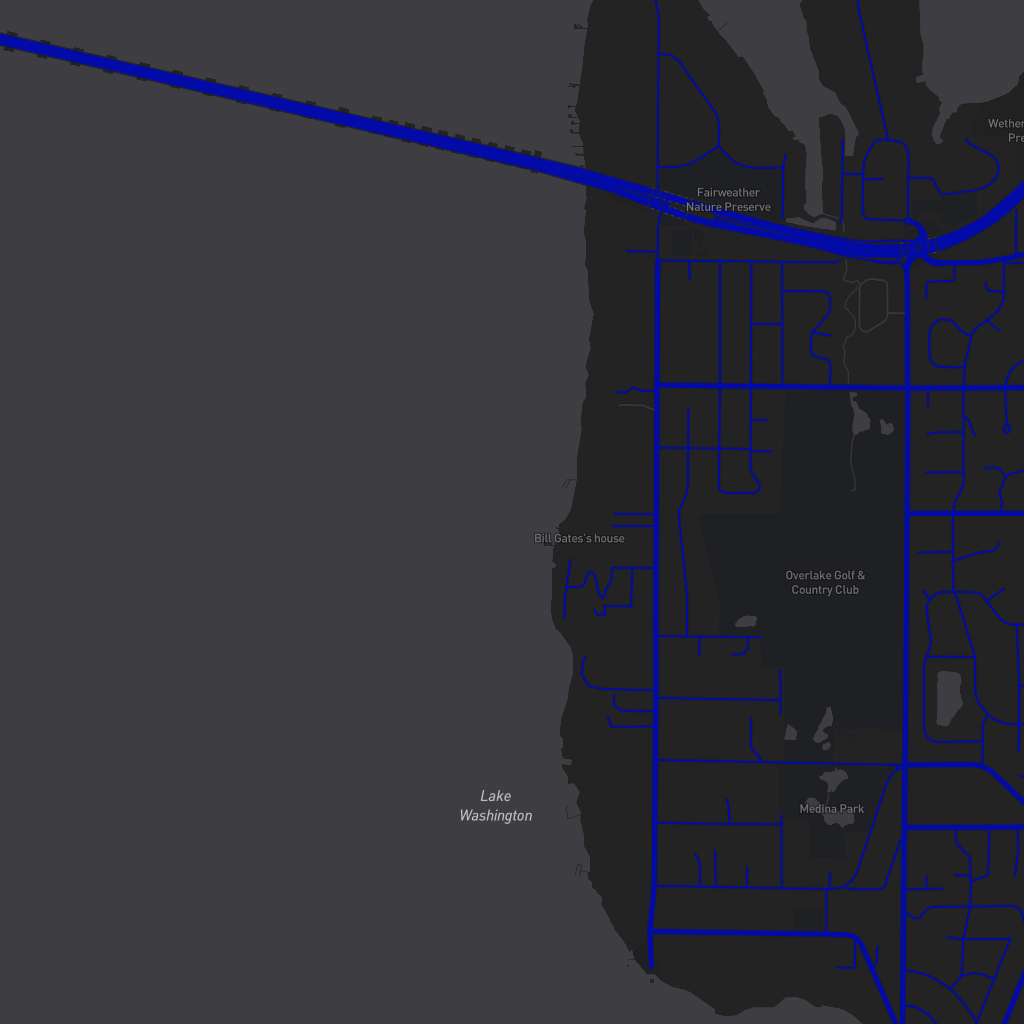 Wether
Pre
Fairweather
Nature Preserve
Bill Gates's house
Overlake Golf &
Country Club
Lake
Washington
Medina Park